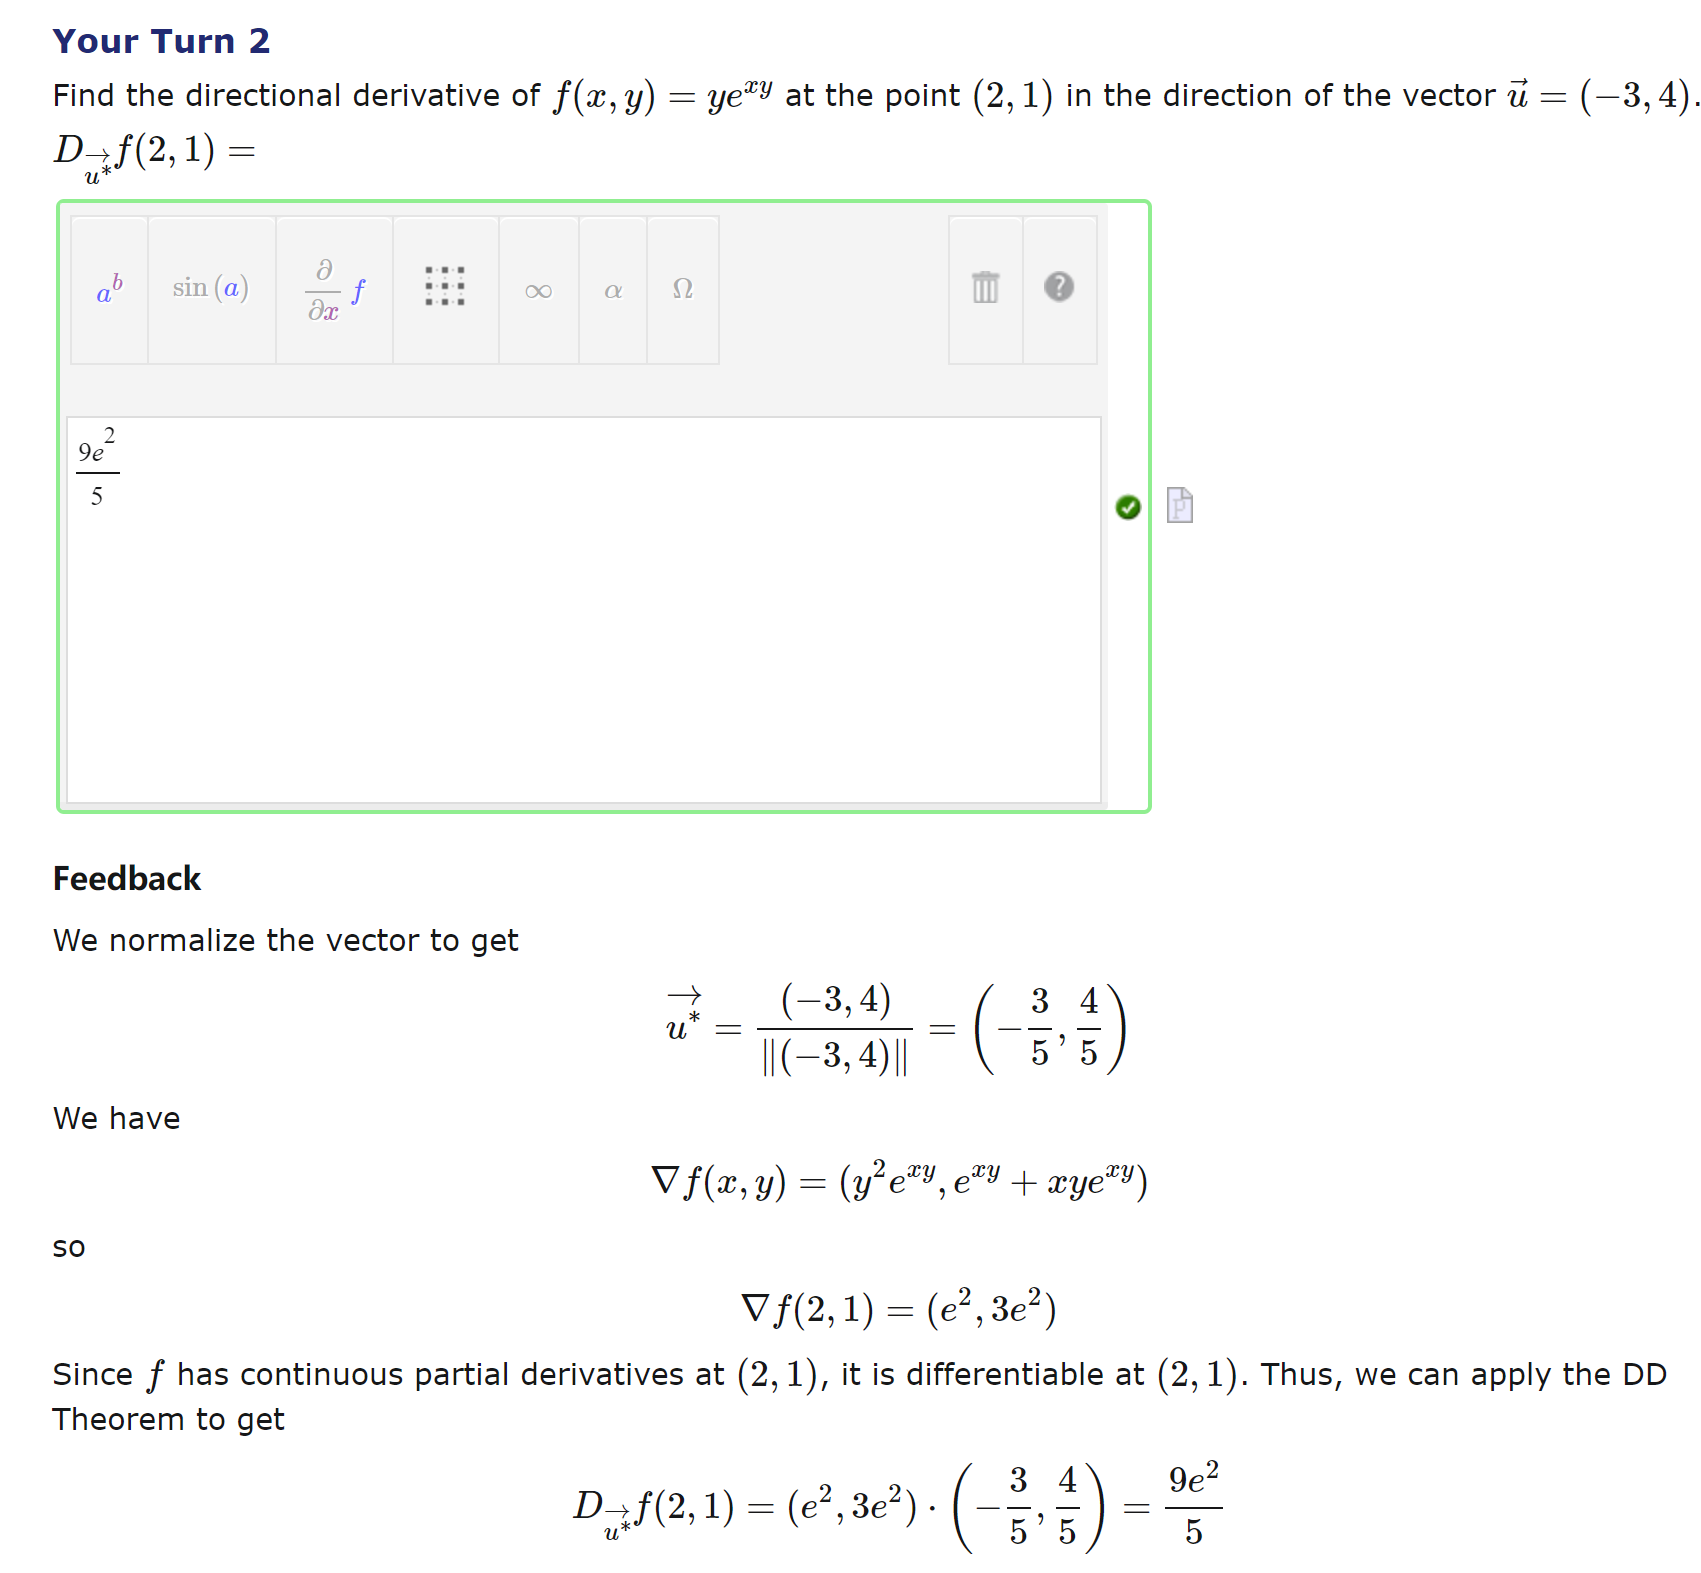 Your Turn 2
Find the directional derivative of $f(x, y) = ye^{xy}$ at the point $(2, 1)$ in the direction of the vector $\vec{u} = (-3, 4)$.
$D_{\overrightarrow{u^*}}f(2, 1) =$
$a^b$ $\sin(a)$ $\frac{\partial}{\partial x} f$ $\infty$ $\alpha$ $\Omega$ ?
$\frac{9e^2}{5}$
P
Feedback
We normalize the vector to get
$\overrightarrow{u^*} = \frac{(-3, 4)}{\|(-3, 4)\|} = \left(-\frac{3}{5}, \frac{4}{5}\right)$
We have
$\nabla f(x, y) = (y^2e^{xy}, e^{xy} + xye^{xy})$
so
$\nabla f(2, 1) = (e^2, 3e^2)$
Since $f$ has continuous partial derivatives at $(2, 1)$, it is differentiable at $(2, 1)$. Thus, we can apply the DD
Theorem to get
$D_{\overrightarrow{u^*}}f(2, 1) = (e^2, 3e^2) \cdot \left(-\frac{3}{5}, \frac{4}{5}\right) = \frac{9e^2}{5}$